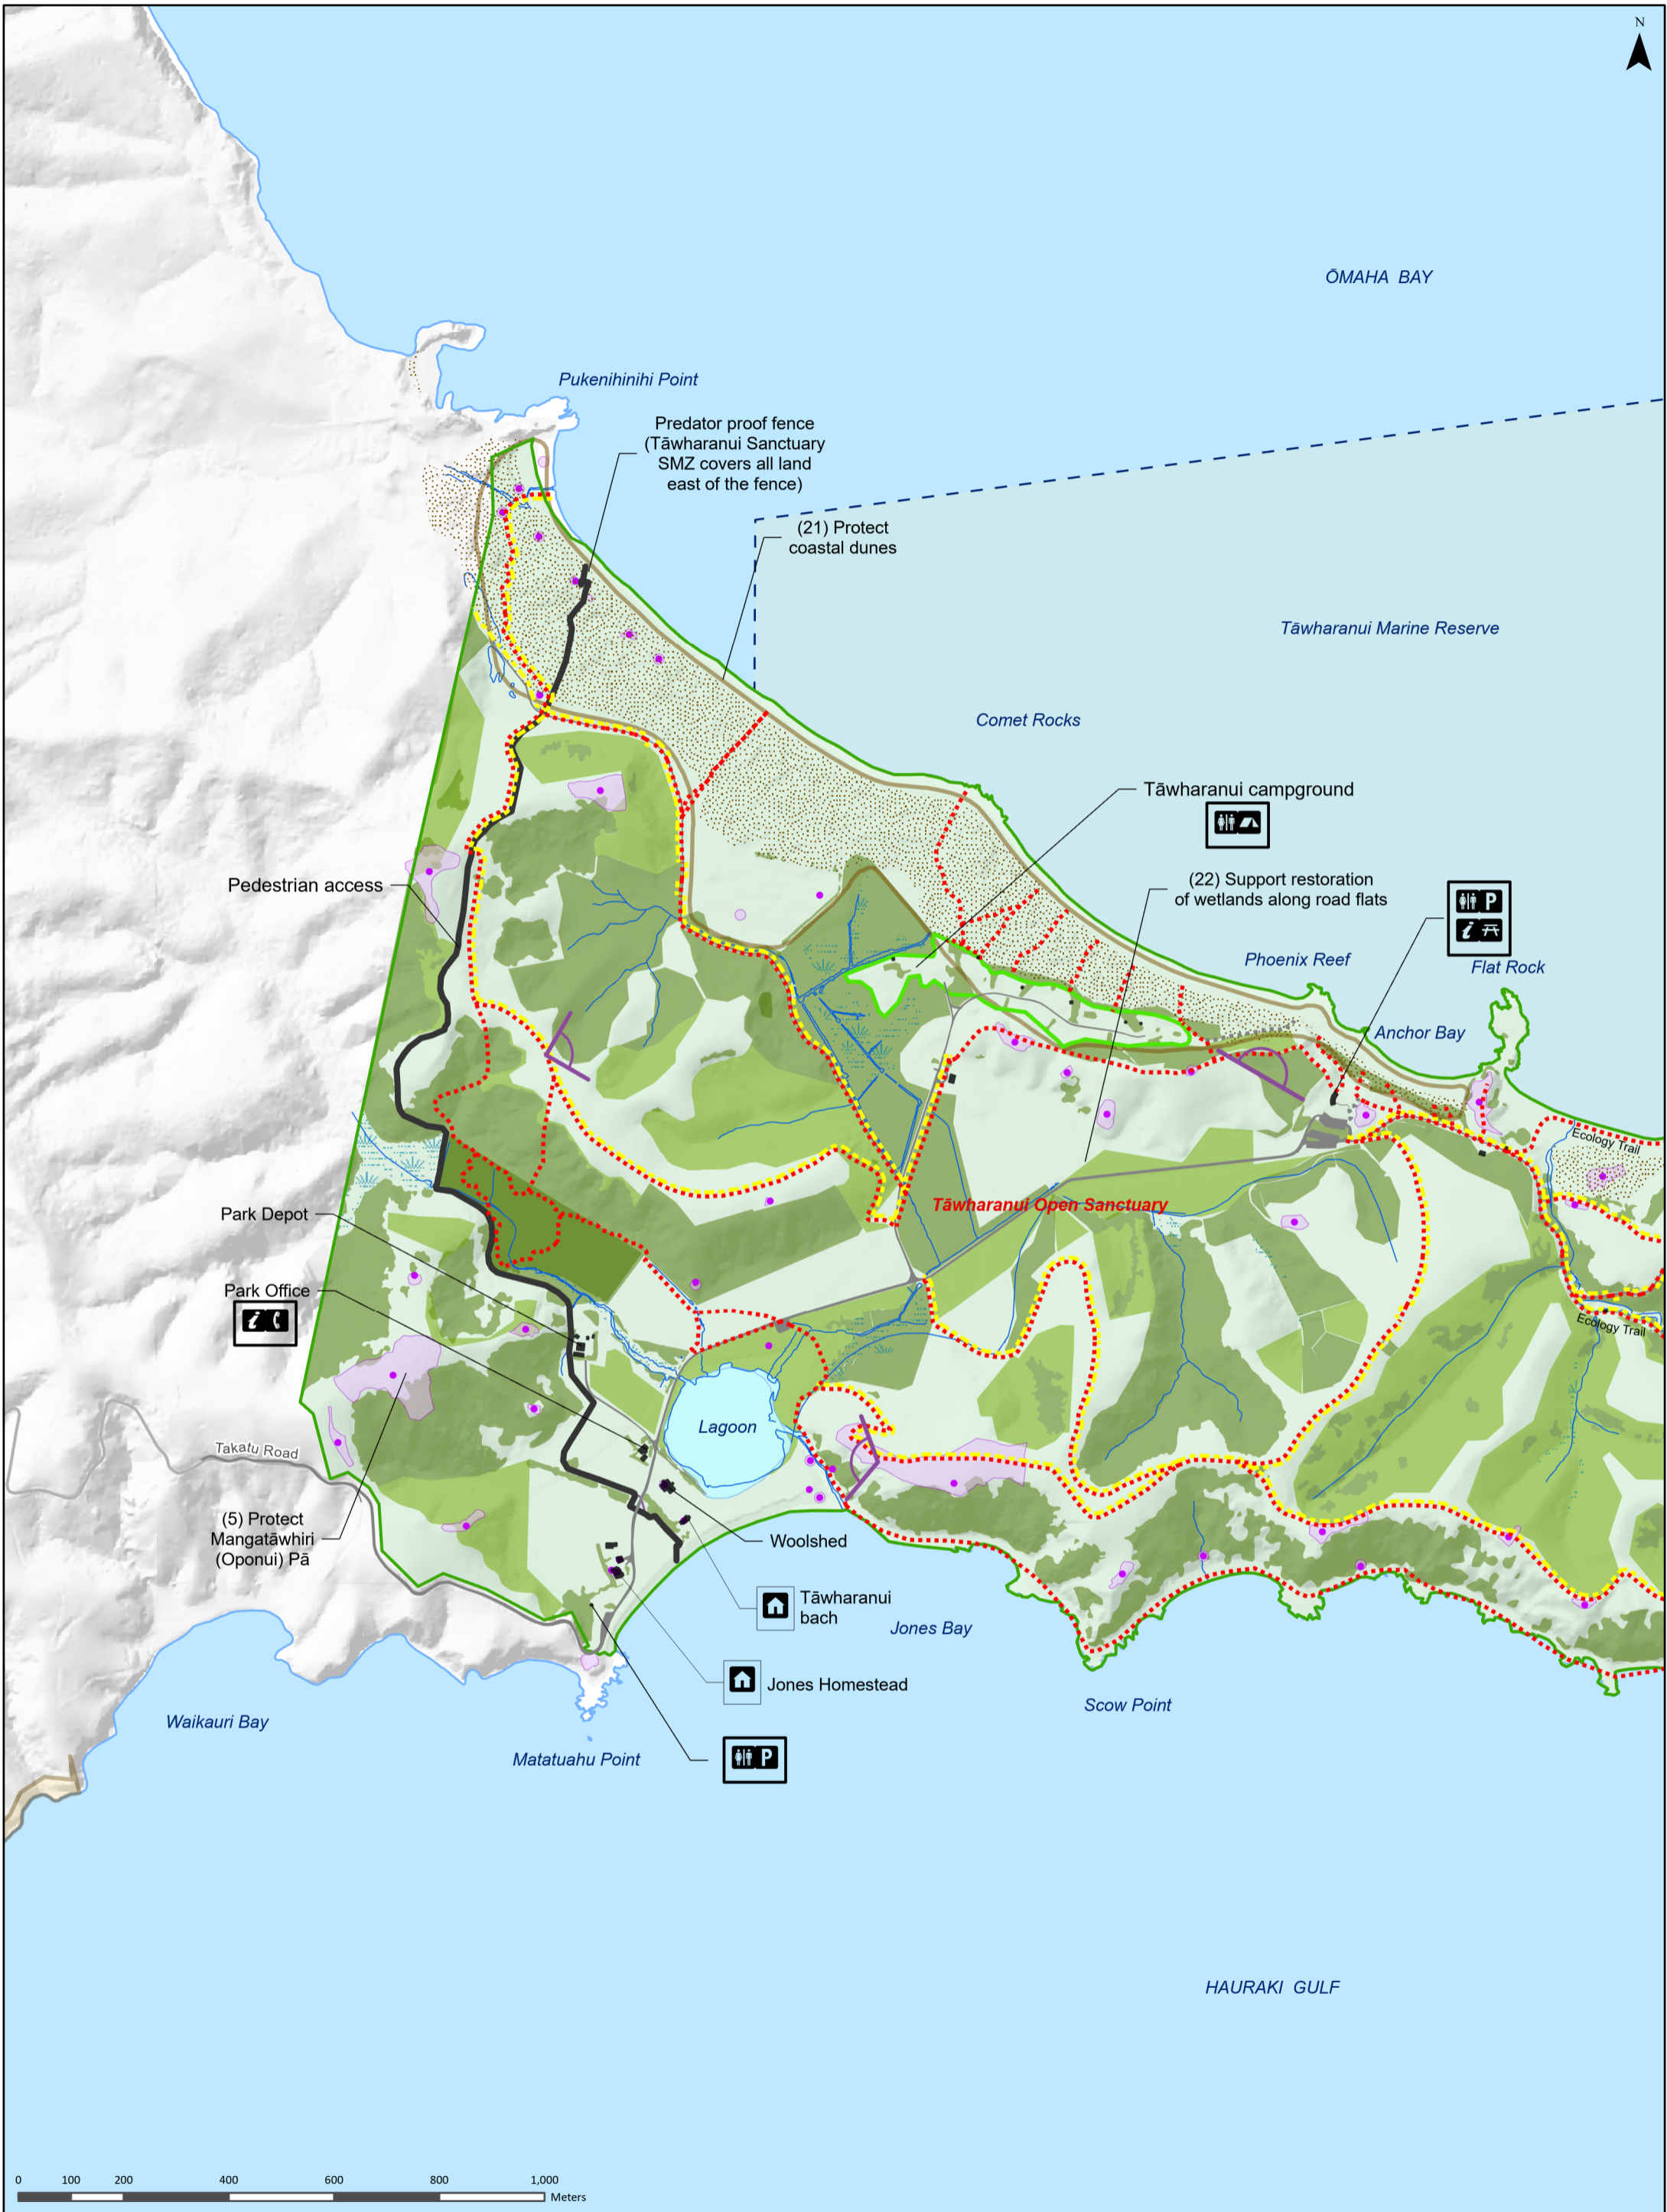 N
ŌMAHA BAY
Pukenihinihi Point
Predator proof fence
(Tāwharanui Sanctuary
SMZ covers all land
east of the fence)
(21) Protect
coastal dunes
Tāwharanui Marine Reserve
Comet Rocks
Tāwharanui campground
Pedestrian access
(22) Support restoration
of wetlands along road flats
P
i
Phoenix Reef
Flat Rock
Anchor Bay
Ecology Trail
Tāwharanui Open Sanctuary
Park Depot
Park Office
i
Ecology Trail
Lagoon
Takatu Road
(5) Protect
Mangatāwhiri
(Oponui) Pā
Woolshed
Tāwharanui
bach
Jones Bay
Jones Homestead
Scow Point
Waikauri Bay
Matatuahu Point
P
HAURAKI GULF
0 100 200 400 600 800 1,000
Meters